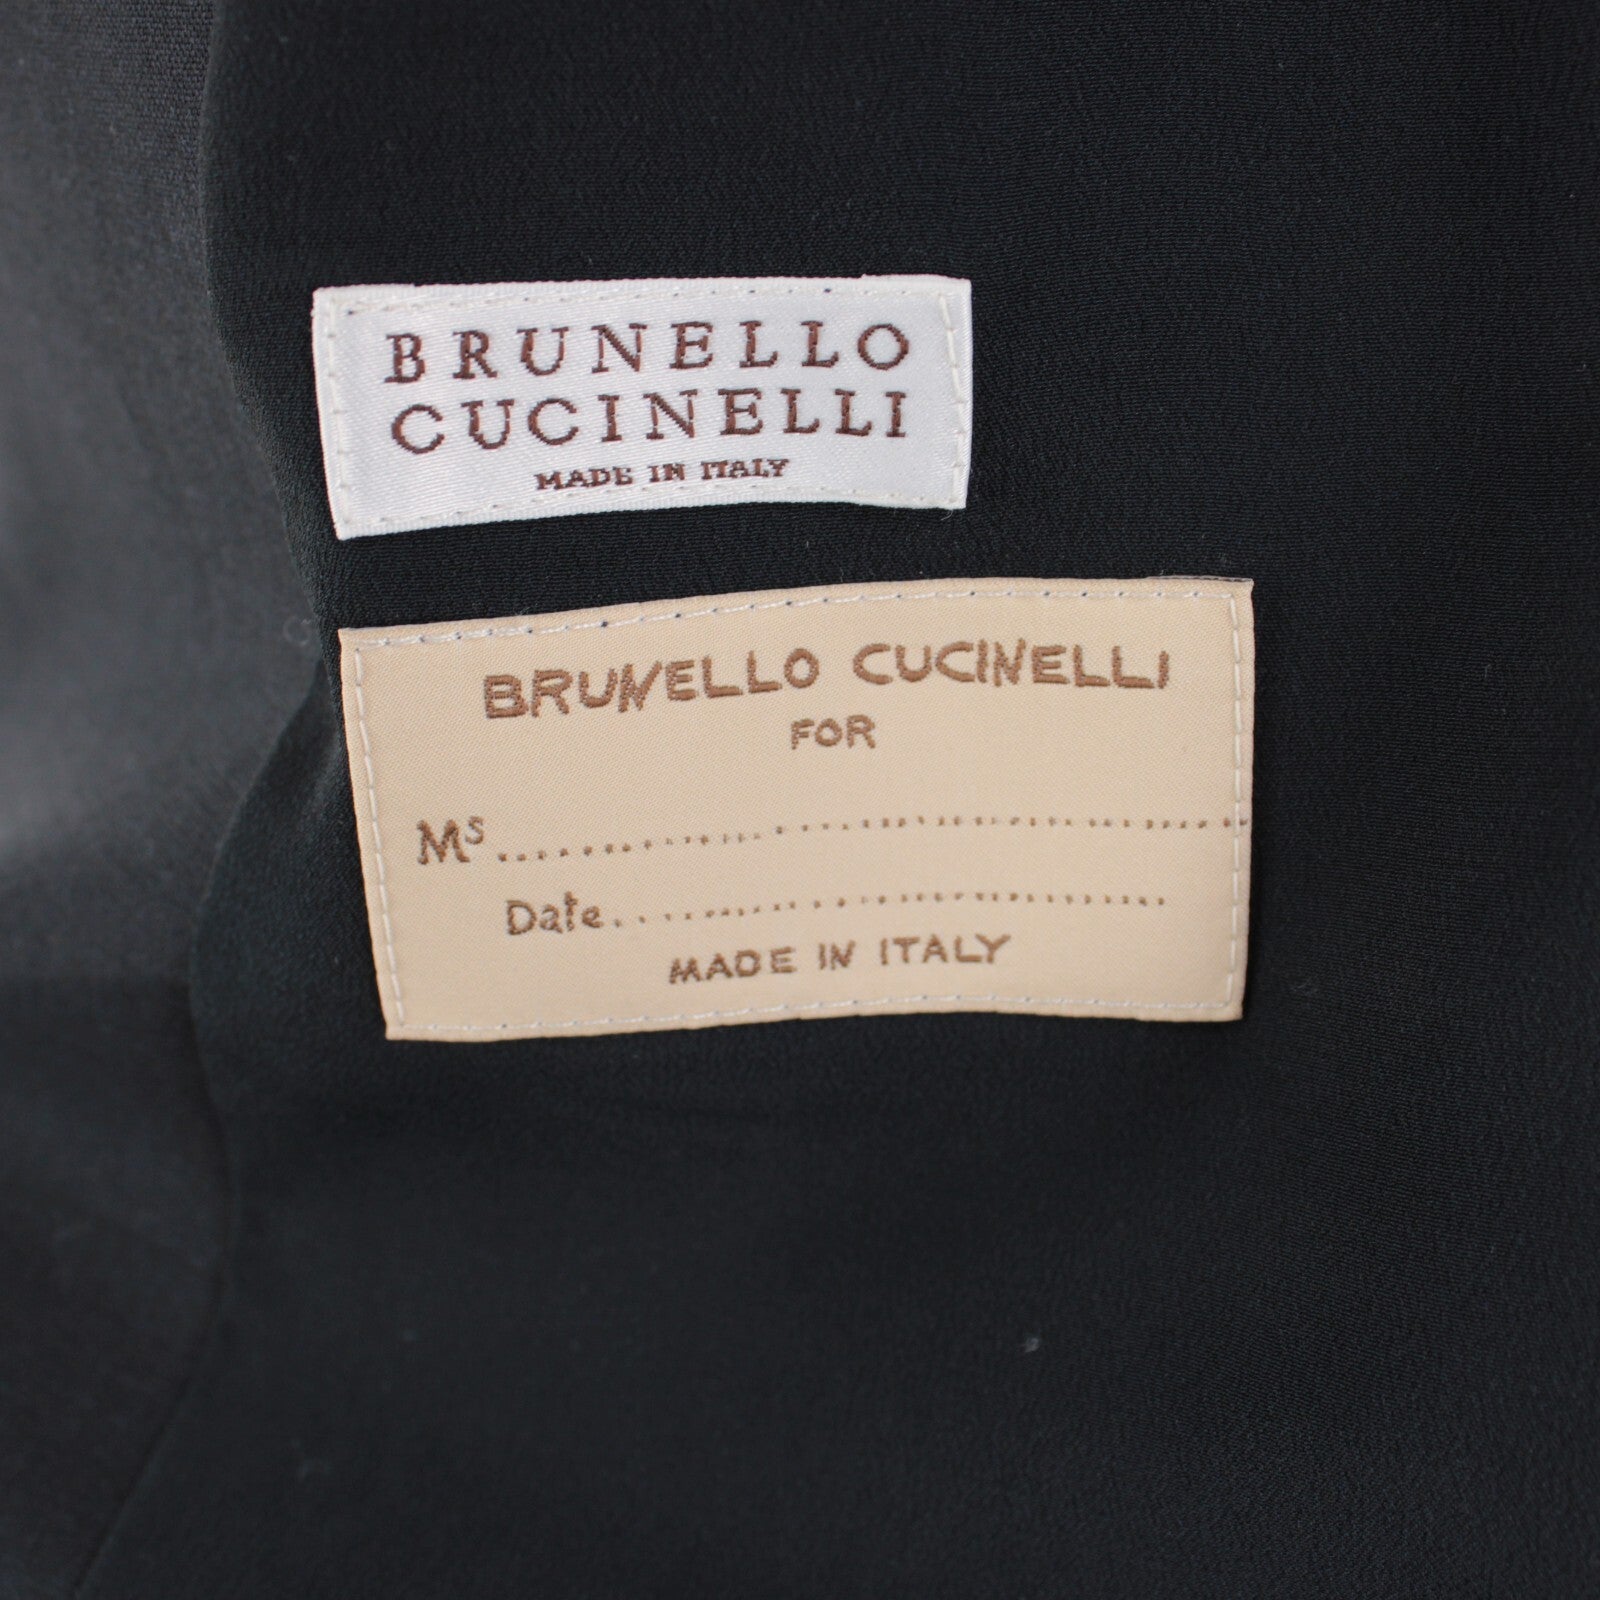 BRUNELLO
CUCINELLI
MADE IN ITALY
BRUNELLO CUCINELLI
FOR
Ms................................................
Date........................................
MADE IN ITALY